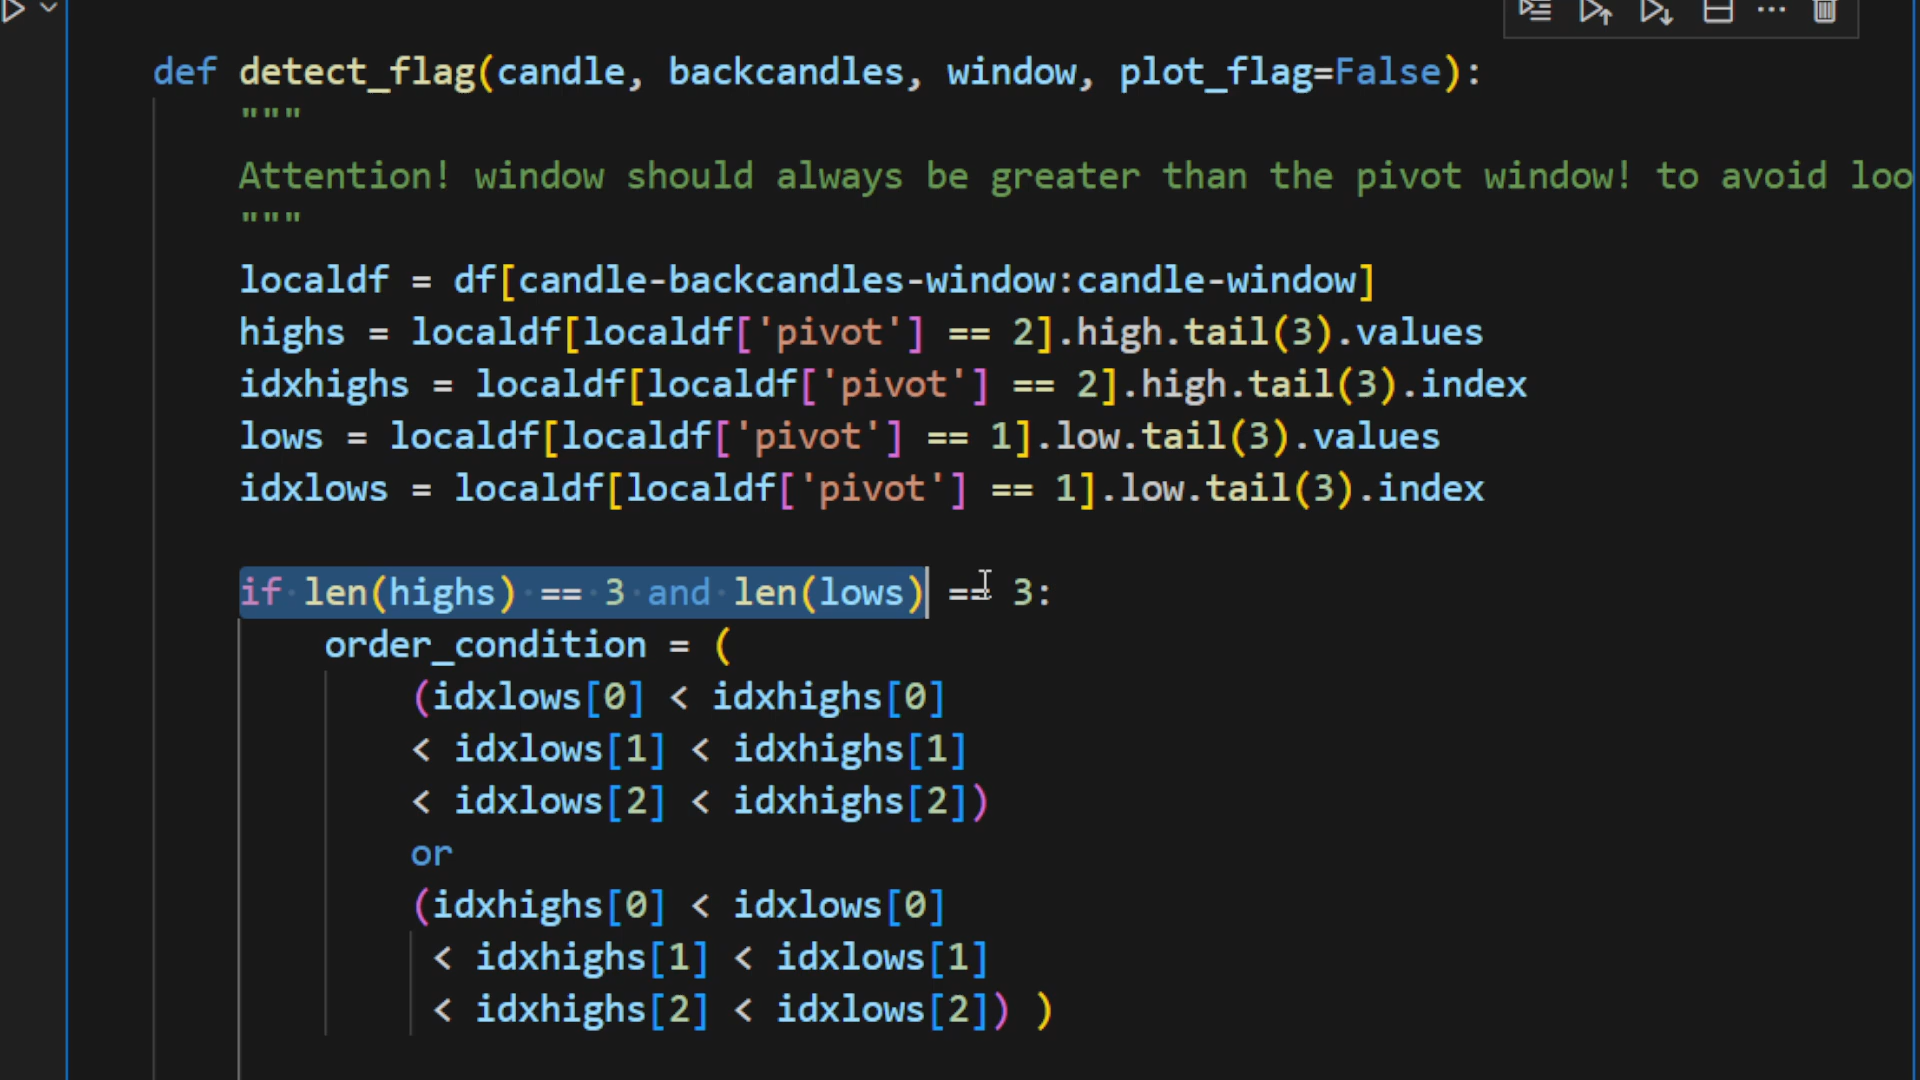 def detect_flag(candle, backcandles, window, plot_flag=False):
"""
Attention! window should always be greater than the pivot window! to avoid
"""
localdf = df[candle-backcandles-window:candle-window]
highs = localdf[localdf['pivot'] == 2].high.tail(3).values
idxhighs = localdf[localdf['pivot'] == 2].high.tail(3).index
lows = localdf[localdf['pivot'] == 1].low.tail(3).values
idxlows = localdf[localdf['pivot'] == 1].low.tail(3).index
if len(highs) == 3 and len(lows) == 3:
order_condition = (
(idxlows[0] < idxhighs[0]
< idxlows[1] < idxhighs[1]
< idxlows[2] < idxhighs[2])
or
(idxhighs[0] < idxlows[0]
< idxhighs[1] < idxlows[1]
< idxhighs[2] < idxlows[2]) )